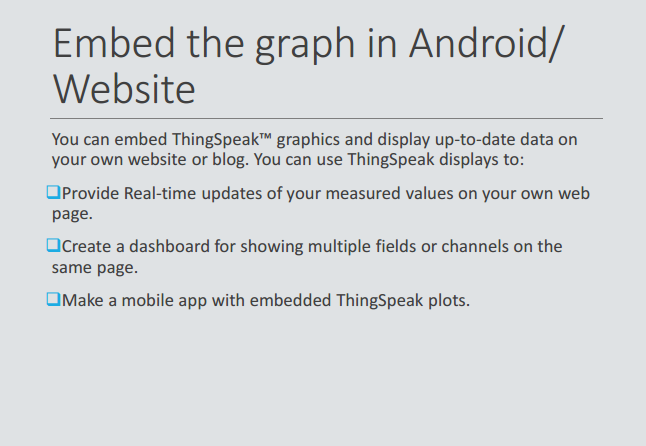 Embed the graph in Android/
Website
You can embed ThingSpeak™ graphics and display up-to-date data on
your own website or blog. You can use ThingSpeak displays to:
❑Provide Real-time updates of your measured values on your own web
page.
❑Create a dashboard for showing multiple fields or channels on the
same page.
❑Make a mobile app with embedded ThingSpeak plots.